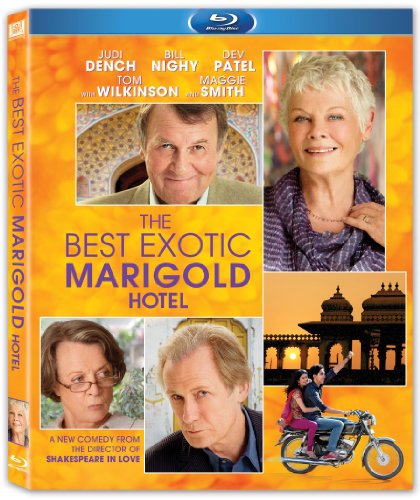 Blu-ray Disc
JUDI BILL DEV
DENCH NIGHY PATEL
TOM MAGGIE
WITH WILKINSON AND SMITH
THE
BEST EXOTIC
MARIGOLD
HOTEL
A NEW COMEDY FROM
THE DIRECTOR OF
SHAKESPEARE IN LOVE
THE BEST EXOTIC MARIGOLD HOTEL
FOX